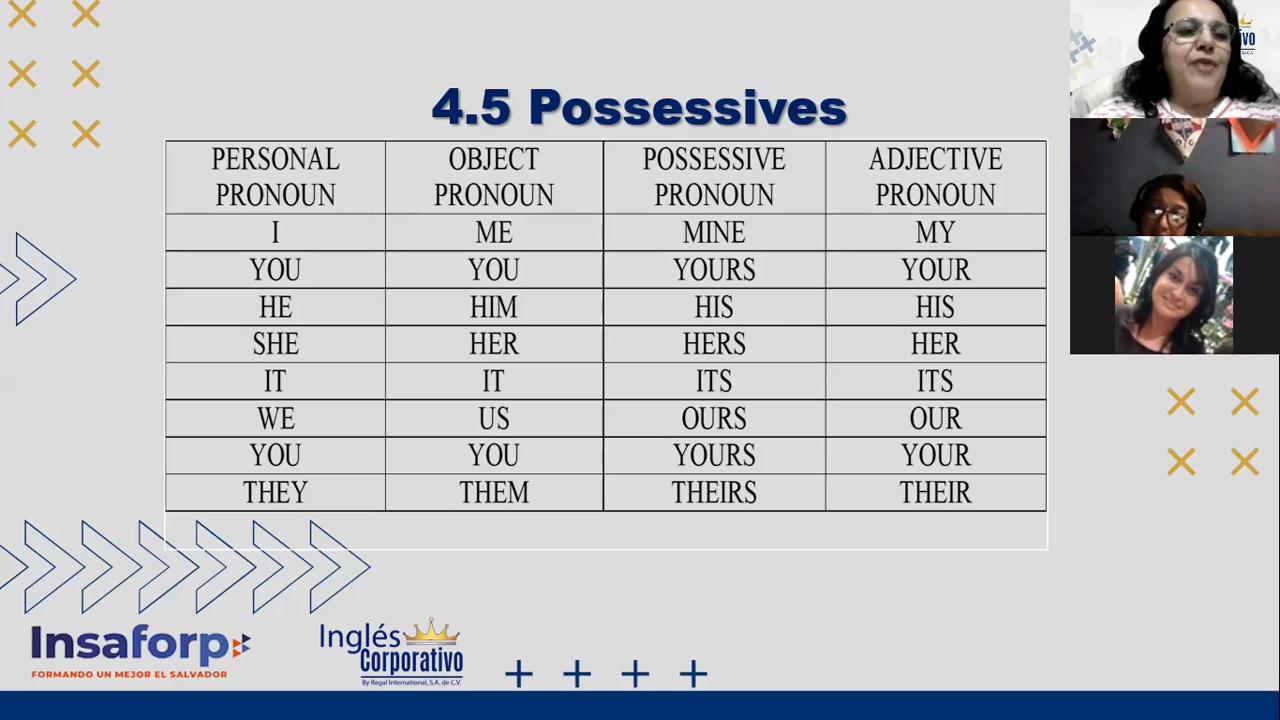 4.5 Possessives
PERSONAL PRONOUN OBJECT PRONOUN POSSESSIVE PRONOUN ADJECTIVE PRONOUN
I ME MINE MY
YOU YOU YOURS YOUR
HE HIM HIS HIS
SHE HER HERS HER
IT IT ITS ITS
WE US OURS OUR
YOU YOU YOURS YOUR
THEY THEM THEIRS THEIR
Insaforp
FORMANDO UN MEJOR EL SALVADOR
Inglés
Corporativo
By Regal International, S.A. de C.V.